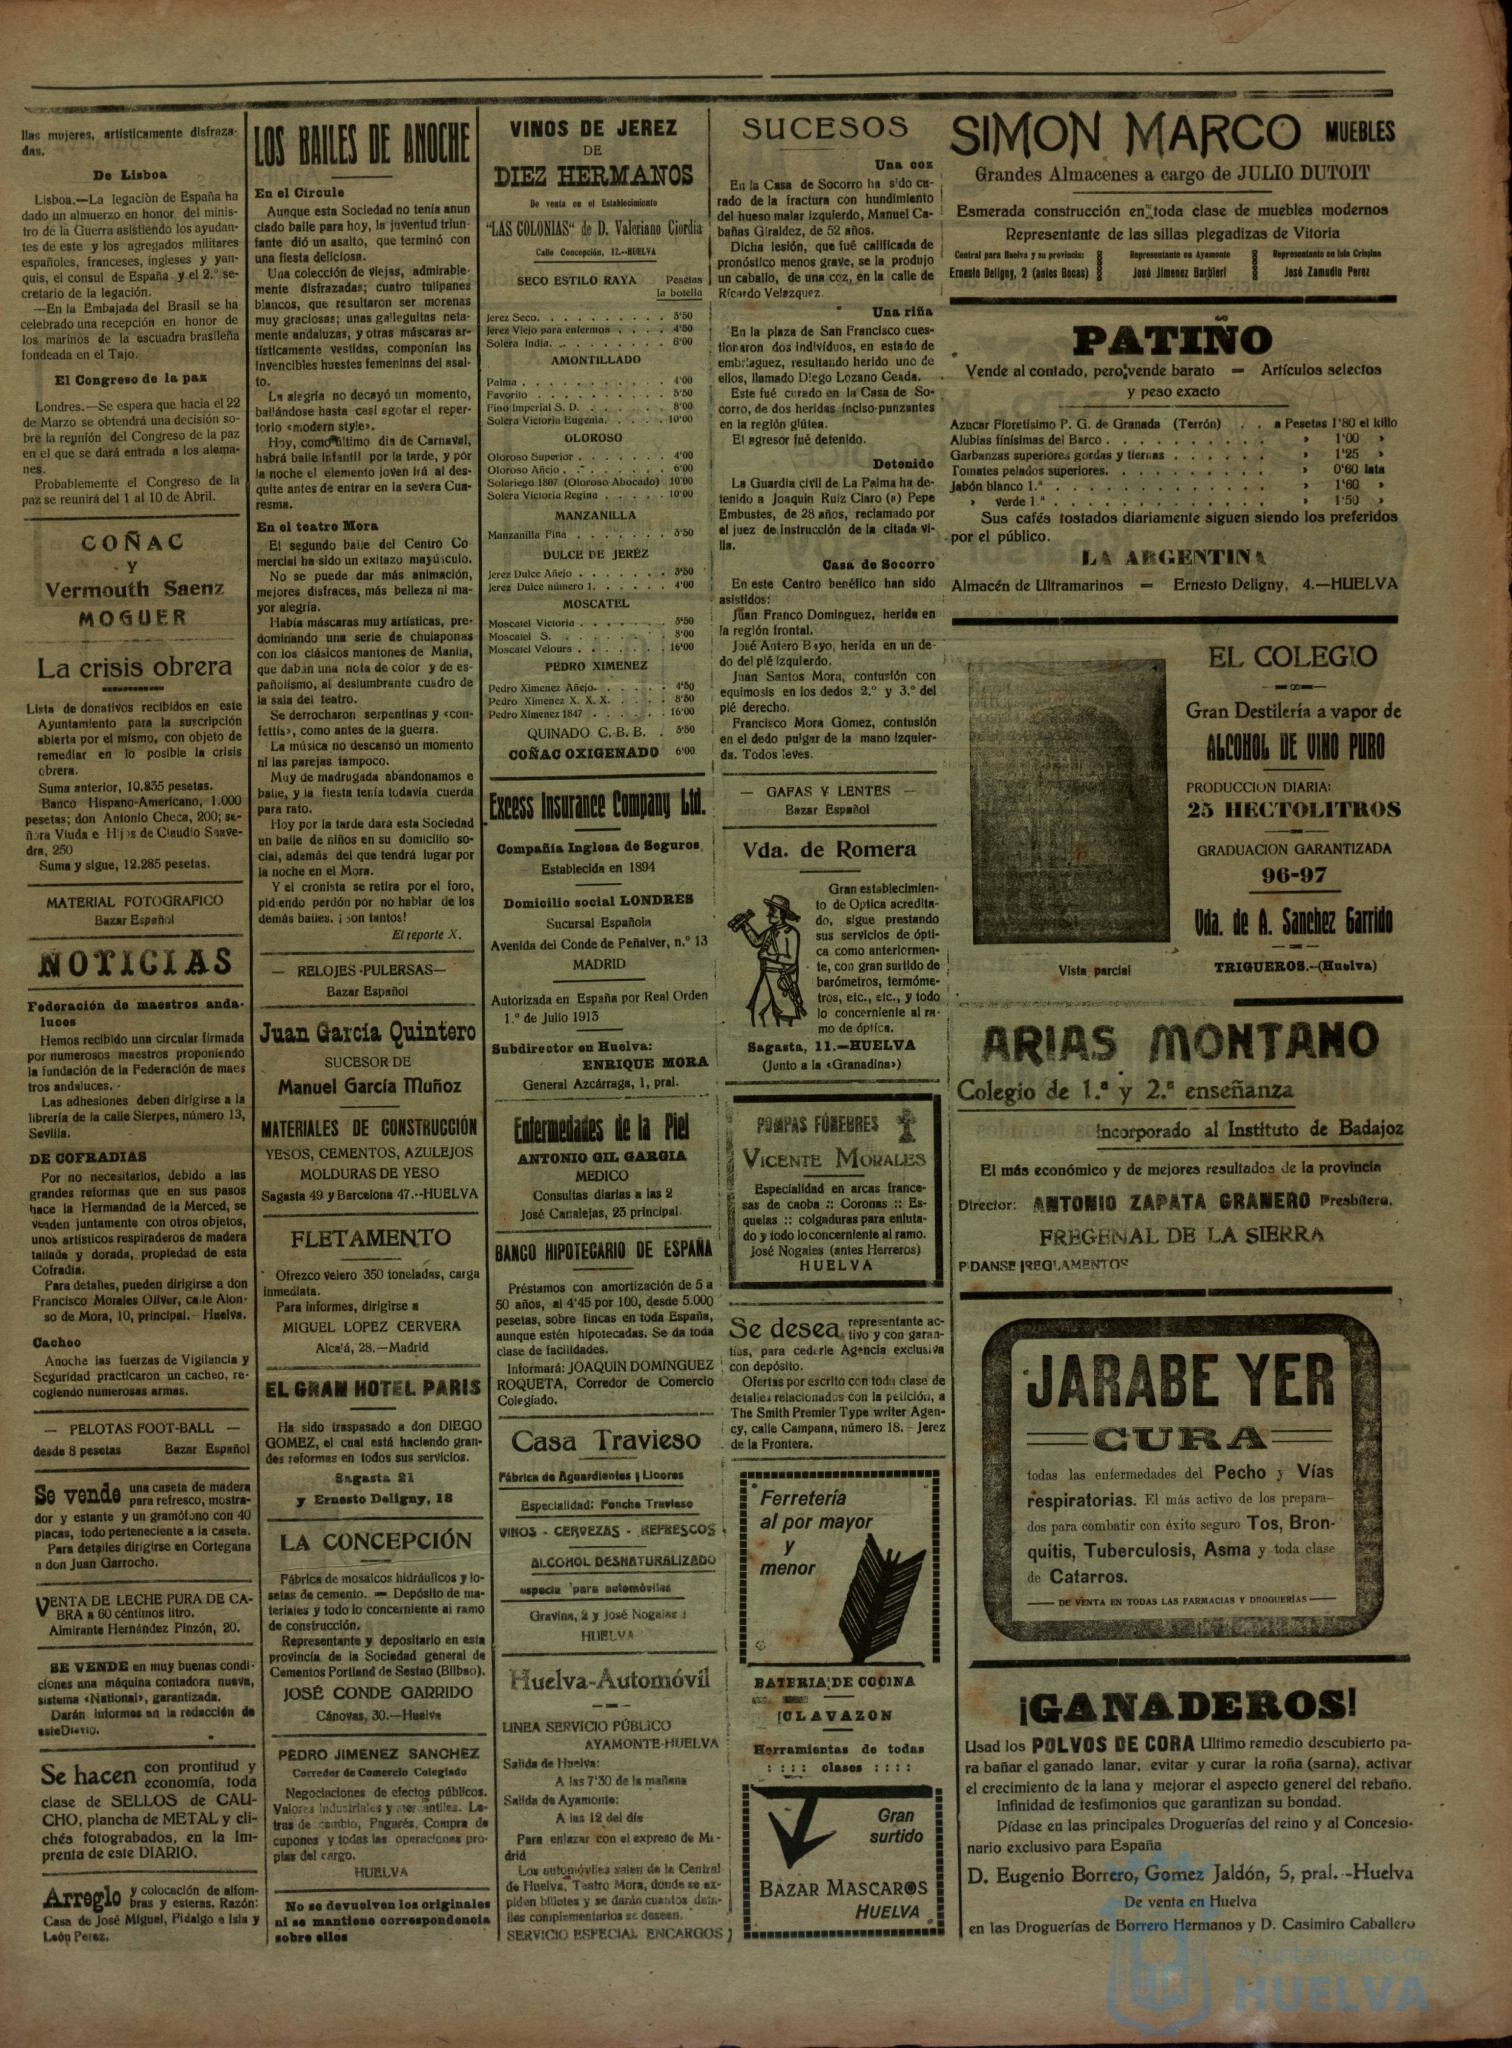 llas mujeres, artísticamente disfraza-
das.
De Lisboa
Lisboa.—La legación de España ha
dado un almuerzo en honor del minis-
tro de la Guerra asistiendo los ayudan-
tes de este y los agregados militares
españoles, franceses, ingleses y yan-
quis, el consul de España y el 2.º se-
cretario de la legación.
—En la Embajada del Brasil se ha
celebrado una recepción en honor de
los marinos de la escuadra brasileña
fondeada en el Tajo.
El Congreso de la paz
Londres.—Se espera que hacia el 22
de Marzo se obtendrá una decisión so-
bre la reunión del Congreso de la paz
en el que se dará entrada a los alema-
nes.
Probablemente el Congreso de la
paz se reunirá del 1 al 10 de Abril.
COÑAC
Y
Vermouth Saenz
MOGUER
La crisis obrera
Lista de donativos recibidos en este
Ayuntamiento para la suscripción
abierta por el mismo, con objeto de
remediar en lo posible la crisis
obrera.
Suma anterior, 10.835 pesetas.
Banco Hispano-Americano, 1.000
pesetas; don Antonio Checa, 200; se-
ñora Viuda e Hijos de Claudio Saave-
dra, 250
Suma y sigue, 12.285 pesetas.
MATERIAL FOTOGRAFICO
Bazar Español
NOTICIAS
Federación de maestros anda-
luces
Hemos recibido una circular firmada
por numerosos maestros proponiendo
la fundación de la Federación de maes
tros andaluces.
Las adhesiones deben dirigirse a la
librería de la calle Sierpes, número 13,
Sevilla.
DE COFRADIAS
Por no necesitarlos, debido a las
grandes reformas que en sus pasos
hace la Hermandad de la Merced, se
venden juntamente con otros objetos,
unos artísticos respiraderos de madera
tallada y dorada, propiedad de esta
Cofradía.
Para detalles, pueden dirigirse a don
Francisco Morales Oliver, calle Alon-
so de Mora, 10, principal.—Huelva.
Cacheo
Anoche las fuerzas de Vigilancia y
Seguridad practicaron un cacheo, re-
cogiendo numerosas armas.
— PELOTAS FOOT-BALL —
desde 8 pesetas Bazar Español
Se vende una caseta de madera
para refresco, mostra-
dor y estante y un gramófono con 40
placas, todo perteneciente a la caseta.
Para detalles dirigirse en Cortegana
a don Juan Garrocho.
VENTA DE LECHE PURA DE CA-
BRA a 60 céntimos litro.
Almirante Hernández Pinzón, 20.
SE VENDE en muy buenas condi-
ciones una máquina contadora nueva,
sistema «National», garantizada.
Darán informes en la redacción de
este Diario.
Se hacen con prontitud y
economía, toda
clase de SELLOS de CAU-
CHO, plancha de METAL y cli-
chés fotograbados, en la Im-
prenta de este DIARIO.
Arreglo y colocación de alfom-
bras y esteras. Razón:
Casa de José Miguel, Pidalgo e Isla y
León Perez.
LOS BAILES DE ANOCHE
En el Circulo
Aunque esta Sociedad no tenía anun
ciado baile para hoy, la juventud triun-
fante dió un asalto, que terminó con
una fiesta deliciosa.
Una colección de viejas, admirable-
mente disfrazadas; cuatro tulipanes
blancos, que resultaron ser morenas
muy graciosas; unas galleguitas neta-
mente andaluzas, y otras máscaras ar-
tísticamente vestidas, componían las
invencibles huestes femeninas del asal-
to.
La alegría no decayó un momento,
bailándose hasta casi agotar el reper-
torio «modern style».
Hoy, como último día de Carnaval,
habrá baile infantil por la tarde, y por
la noche el elemento joven irá al des-
quite antes de entrar en la severa Cua-
resma.
En el teatro Mora
El segundo baile del Centro Co
mercial ha sido un exitazo mayúsculo.
No se puede dar más animación,
mejores disfraces, más belleza ni ma-
yor alegría.
Había máscaras muy artísticas, pre-
dominando una serie de chulaponas
con los clásicos mantones de Manila,
que daban una nota de color y de es-
pañolismo, al deslumbrante cuadro de
la sala del teatro.
Se derrocharon serpentinas y «con-
fettis», como antes de la guerra.
La música no descansó un momento
ni las parejas tampoco.
Muy de madrugada abandonamos e
baile, y la fiesta tenía todavía cuerda
para rato.
Hoy por la tarde dara esta Sociedad
un baile de niños en su domicilio so-
cial, además del que tendrá lugar por
la noche en el Mora.
Y el cronista se retira por el foro,
pidiendo perdón por no hablar de los
demás bailes. ¡son tantos!
El reporte X.
— RELOJES-PULERSAS—
Bazar Español
Juan García Quintero
SUCESOR DE
Manuel García Muñoz
MATERIALES DE CONSTRUCCIÓN
YESOS, CEMENTOS, AZULEJOS
MOLDURAS DE YESO
Sagasta 49 y Barcelona 47.--HUELVA
FLETAMENTO
Ofrezco velero 350 toneladas, carga
inmediata.
Para informes, dirigirse a
MIGUEL LOPEZ CERVERA
Alcalá, 28.—Madrid
EL GRAN HOTEL PARIS
Ha sido traspasado a don DIEGO
GOMEZ, el cual está haciendo gran-
des reformas en todos sus servicios.
Sagasta 21
y Ernesto Deligny, 18
LA CONCEPCIÓN
Fábrica de mosaicos hidráulicos y lo-
setas de cemento. — Depósito de ma-
teriales y todo lo concerniente al ramo
de construcción.
Representante y depositario en esta
provincia de la Sociedad general de
Cementos Portland de Sestao (Bilbao).
JOSÉ CONDE GARRIDO
Cánovas, 30.—Huelva
PEDRO JIMENEZ SANCHEZ
Corredor de Comercio Colegiado
Negociaciones de efectos públicos.
Valores industriales y mercantiles. Le-
tras de cambio, Pagarés, Compra de
cupones y todas las operaciones pro-
pias del cargo.
HUELVA
No se devuelven los originales
ni se mantiene correspondencia
sobre ellos
VINOS DE JEREZ
DE
DIEZ HERMANOS
De venta en el Establecimiento
"LAS COLONIAS" de D. Valeriano Ciordia
Calle Concepción, 12.--HUELVA
SECO ESTILO RAYA Pesetas
la botella
Jerez Seco. . . . . 3'50
Jerez Viejo para enfermos . . . . 4'50
Solera India. . . . . 6'00
AMONTILLADO
Palma . . . . 4'00
Favorito . . . . 5'50
Fino Imperial S. D. . . . . 8'00
Solera Victoria Eugenia. . . . . 10'00
OLOROSO
Oloroso Superior . . . . 4'00
Oloroso Añejo . . . . 6'00
Solariego 1807 (Oloroso Abocado) 10'00
Solera Victoria Regina . . . . 10'00
MANZANILLA
Manzanilla Fina . . . . 3'50
DULCE DE JERÉZ
Jerez Dulce Añejo . . . . 3'50
Jerez Dulce número 1. . . . . 4'00
MOSCATEL
Moscatel Victoria . . . . 3'50
Moscatel S. . . . . 8'00
Moscatel Velours . . . . 16'00
PEDRO XIMENEZ
Pedro Ximenez Añejo. . . . . 4'50
Pedro Ximenez X. X. X. . . . . 8'50
Pedro Ximenez 1847 . . . . 16'00
QUINADO C. B. B. . 3'50
COÑAC OXIGENADO 6'00
Excess Insurance Company Ltd.
Compañía Inglesa de Seguros
Establecida en 1894
Domicilio social LONDRES
Sucursal Española
Avenida del Conde de Peñalver, n.º 13
MADRID
Autorizada en España por Real Orden
1.º de Julio 1913
Subdirector en Huelva:
ENRIQUE MORA
General Azcárraga, 1, pral.
Enfermedades de la Piel
ANTONIO GIL GARCIA
MEDICO
Consultas diarias a las 2
José Canalejas, 23 principal.
BANCO HIPOTECARIO DE ESPAÑA
Préstamos con amortización de 5 a
50 años, al 4'45 por 100, desde 5.000
pesetas, sobre fincas en toda España,
aunque estén hipotecadas. Se da toda
clase de facilidades.
Informará: JOAQUIN DOMINGUEZ
ROQUETA, Corredor de Comercio
Colegiado.
Casa Travieso
Fábrica de Aguardientes y Licores
Especialidad: Ponche Travieso
VINOS - CERVEZAS - REFRESCOS
ALCOHOL DESNATURALIZADO
especia para automóviles
Gravina, 2 y José Nogales
HUELVA
Huelva-Automóvil
LINEA SERVICIO PÚBLICO
AYAMONTE-HUELVA
Salida de Huelva:
A las 7'30 de la mañana
Salida de Ayamonte:
A las 12 del día
Para enlazar con el expreso de Ma-
drid
Los automóviles salen de la Central
de Huelva, Teatro Mora, donde se ex-
piden billetes y se darán cuantos deta-
lles complementarios se deseen.
SERVICIO ESPECIAL ENCARGOS
SUCESOS
Una coz
En la Casa de Socorro ha sido cu-
rado de la fractura con hundimiento
del hueso malar izquierdo, Manuel Ca-
bañas Giraldez, de 52 años.
Dicha lesión, que fué calificada de
pronóstico menos grave, se la produjo
un caballo, de una coz, en la calle de
Ricardo Velazquez.
Una riña
En la plaza de San Francisco cues-
tionaron dos individuos, en estado de
embriaguez, resultando herido uno de
ellos, llamado Diego Lozano Ceada.
Este fué curado en la Casa de So-
corro, de dos heridas inciso-punzantes
en la región glútea.
El agresor fué detenido.
Detenido
La Guardia civil de La Palma ha de-
tenido a Joaquin Ruiz Claro (a) Pepe
Embustes, de 28 años, reclamado por
el juez de instrucción de la citada vi-
lla.
Casa de Socorro
En este Centro benéfico han sido
asistidos:
Juan Franco Dominguez, herida en
la región frontal.
José Antero Bayo, herida en un de-
do del pié izquierdo.
Juan Santos Mora, contusión con
equimosis en los dedos 2.º y 3.º del
pié derecho.
Francisco Mora Gomez, contusión
en el dedo pulgar de la mano izquier-
da. Todos leves.
— GAFAS Y LENTES —
Bazar Español
Vda. de Romera
Gran establecimien-
to de Optica acredita-
do, sigue prestando
sus servicios de ópti-
ca como anteriormen-
te, con gran surtido de
barómetros, termóme-
tros, etc., etc., y todo
lo concerniente al ra-
mo de óptica.
Sagasta, 11.—HUELVA
(Junto a la «Granadina»)
POMPAS FÚNEBRES
VICENTE MORALES
Especialidad en arcas france-
sas de caoba :: Coronas :: Es-
quelas :: colgaduras para enluta-
do y todo lo concerniente al ramo.
José Nogales (antes Herreros)
HUELVA
Se desea representante ac-
tivo y con garan-
tías, para cederle Agencia exclusiva
con depósito.
Ofertas por escrito con toda clase de
detalles relacionados con la petición, a
The Smith Premier Type writer Agen-
cy, calle Campana, número 18.—Jerez
de la Frontera.
Ferretería
al por mayor
y
menor
BATERIA DE COCINA
CLAVAZON
Herramientas de todas
: : : : clases : : : :
Gran
surtido
BAZAR MASCAROS
HUELVA
SIMON MARCO MUEBLES
Grandes Almacenes a cargo de JULIO DUTOIT
Esmerada construcción en toda clase de muebles modernos
Representante de las sillas plegadizas de Vitoria
Central para Huelva y su provincia: Representante en Ayamonte Representante en Isla Cristina
Ernesto Deligny, 2 (antes Bocas) José Jimenez Barbieri José Zamudio Perez
PATIÑO
Vende al contado, pero vende barato — Artículos selectos
y peso exacto
Azucar Floretísimo P. G. de Granada (Terrón) . . a Pesetas 1'80 el kilo
Alubias finísimas del Barco . . . . » 1'00 »
Garbanzas superiores gordas y tiernas . . . . » 1'25 »
Tomates pelados superiores. . . . . » 0'60 lata
Jabón blanco 1.ª . . . . » 1'60 »
» Verde 1.ª . . . . » 1'50 »
Sus cafés tostados diariamente siguen siendo los preferidos
por el público.
LA ARGENTINA
Almacén de Ultramarinos — Ernesto Deligny, 4.—HUELVA
EL COLEGIO
Gran Destilería a vapor de
ALCOHOL DE VINO PURO
PRODUCCION DIARIA:
25 HECTOLITROS
GRADUACION GARANTIZADA
96-97
Vda. de A. Sanchez Garrido
Vista parcial
TRIGUEROS.-(Huelva)
ARIAS MONTANO
Colegio de 1.ª y 2.ª enseñanza
Incorporado al Instituto de Badajoz
El más económico y de mejores resultados de la provincia
Director: ANTONIO ZAPATA GRANERO Presbítero.
FREGENAL DE LA SIERRA
PIDANSE REGLAMENTOS
JARABE YER
CURA
todas las enfermedades del Pecho y Vías
respiratorias. El más activo de los prepara-
dos para combatir con éxito seguro Tos, Bron-
quitis, Tuberculosis, Asma y toda clase
de Catarros.
DE VENTA EN TODAS LAS FARMACIAS Y DROGUERÍAS
¡GANADEROS!
Usad los POLVOS DE CORA Ultimo remedio descubierto pa-
ra bañar el ganado lanar, evitar y curar la roña (sarna), activar
el crecimiento de la lana y mejorar el aspecto generel del rebaño.
Infinidad de testimonios que garantizan su bondad.
Pídase en las principales Droguerías del reino y al Concesio-
nario exclusivo para España
D. Eugenio Borrero, Gomez Jaldón, 5, pral.--Huelva
De venta en Huelva
en las Droguerías de Borrero Hermanos y D. Casimiro Caballero
Ayuntamiento de
HUELVA